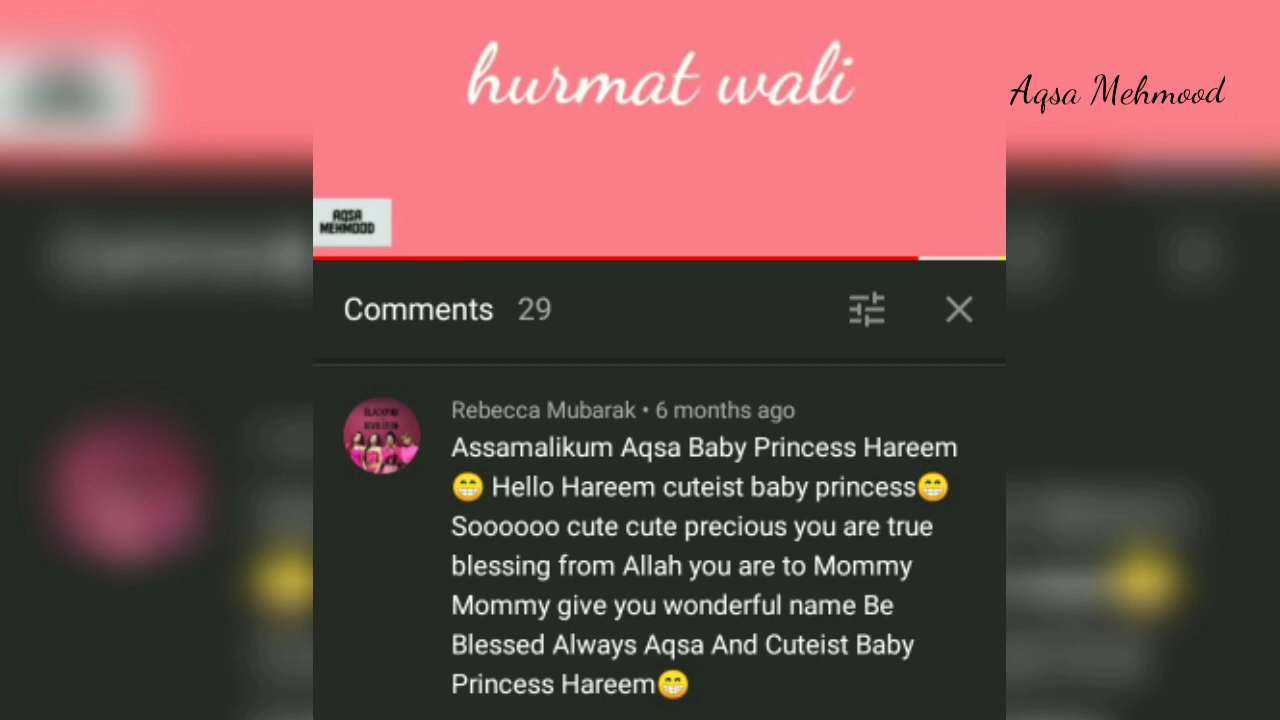 hurmat wali
Aqsa Mehmood
AQSA
MEHMOOD
Comments 29
Rebecca Mubarak • 6 months ago
Assamalikum Aqsa Baby Princess Hareem
😁 Hello Hareem cuteist baby princess😁
Soooooo cute cute precious you are true
blessing from Allah you are to Mommy
Mommy give you wonderful name Be
Blessed Always Aqsa And Cuteist Baby
Princess Hareem😁
BLACKPINK
REVOLUTION